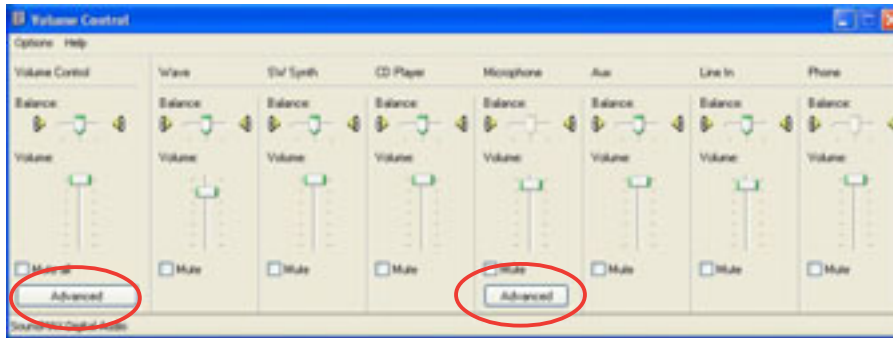 Volume Control
Options Help
Volume Control Wave SW Synth CD Player Microphone Aux Line In Phone
Balance: Balance: Balance: Balance: Balance: Balance: Balance: Balance:
Volume: Volume: Volume: Volume: Volume: Volume: Volume: Volume:
Mute all Mute Mute Mute Mute Mute Mute Mute
Advanced Advanced
Digital Audio